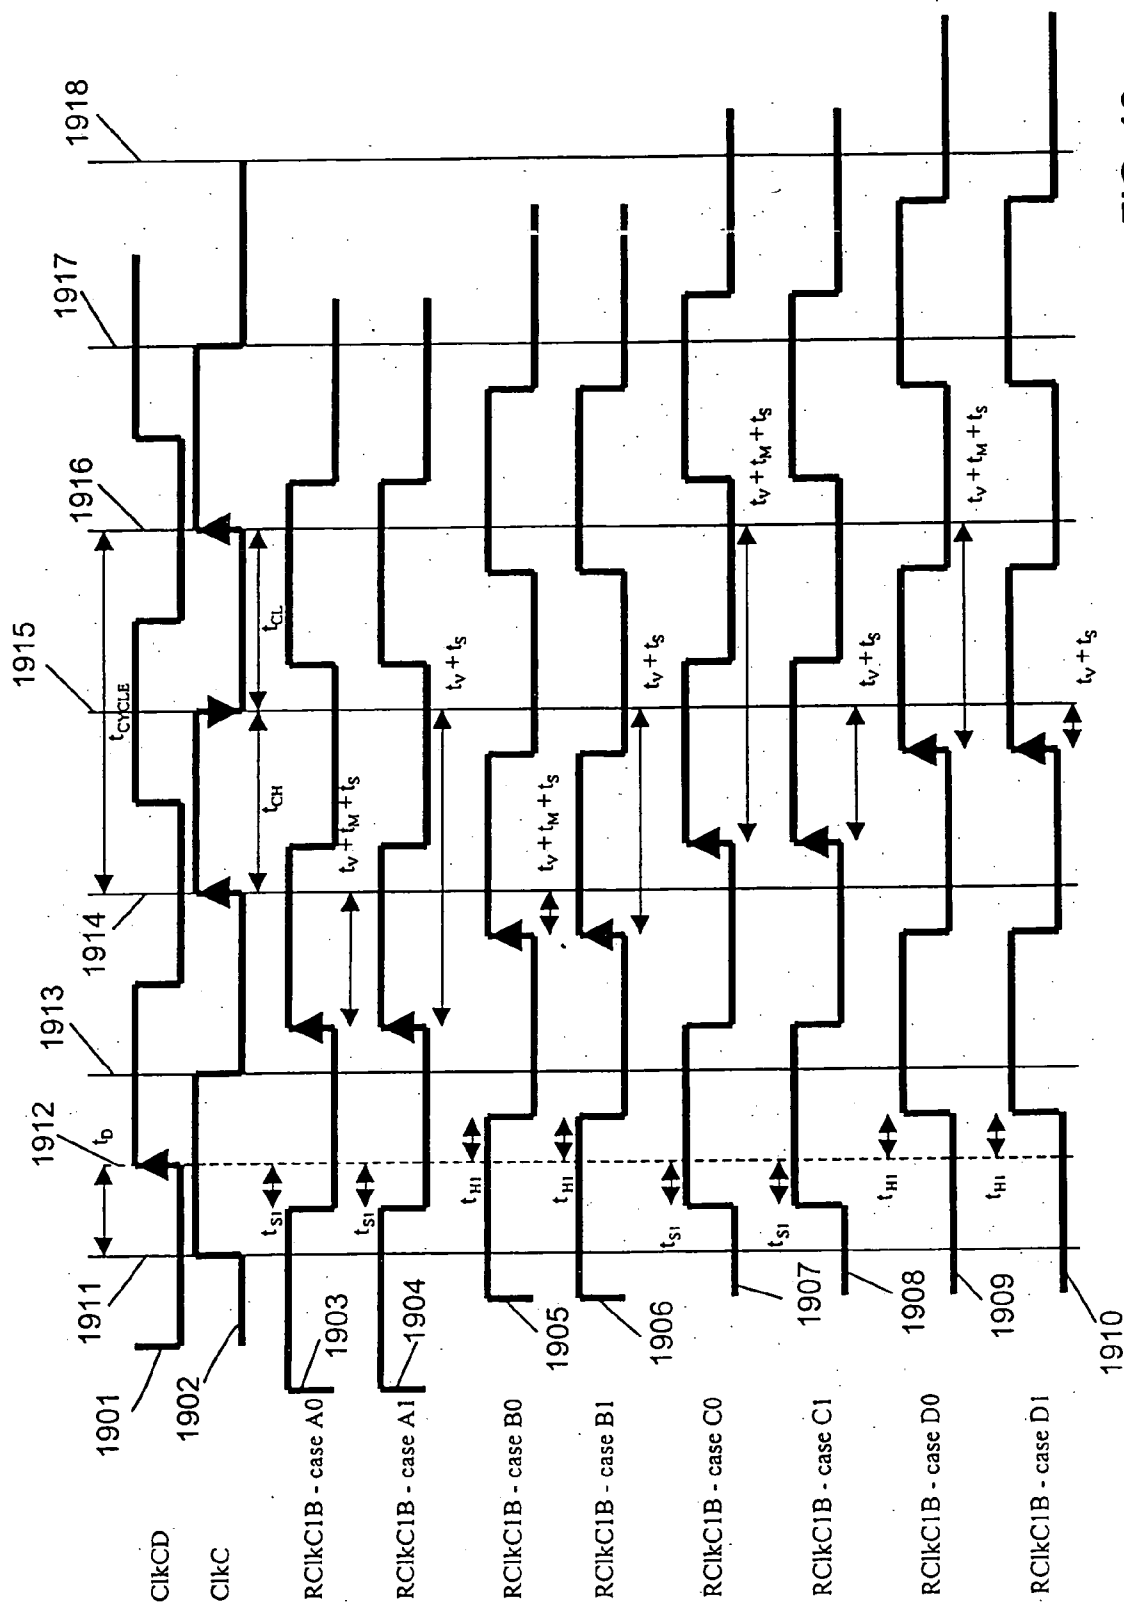 1911
1912
1913
1914
1915
1916
1917
1918
1901
t_D
t_CYCLE
ClkCD
1902
ClkC
t_CH
t_CL
t_S1
RClkC1B - case A0
1903
t_V + t_M + t_S
t_S1
RClkC1B - case A1
1904
t_V + t_S
t_H1
RClkC1B - case B0
1905
t_V + t_M + t_S
t_H1
RClkC1B - case B1
1906
t_V + t_S
t_S1
RClkC1B - case C0
1907
t_V + t_M + t_S
t_S1
RClkC1B - case C1
1908
t_V + t_S
t_H1
RClkC1B - case D0
1909
t_V + t_M + t_S
t_H1
RClkC1B - case D1
1910
t_V + t_S